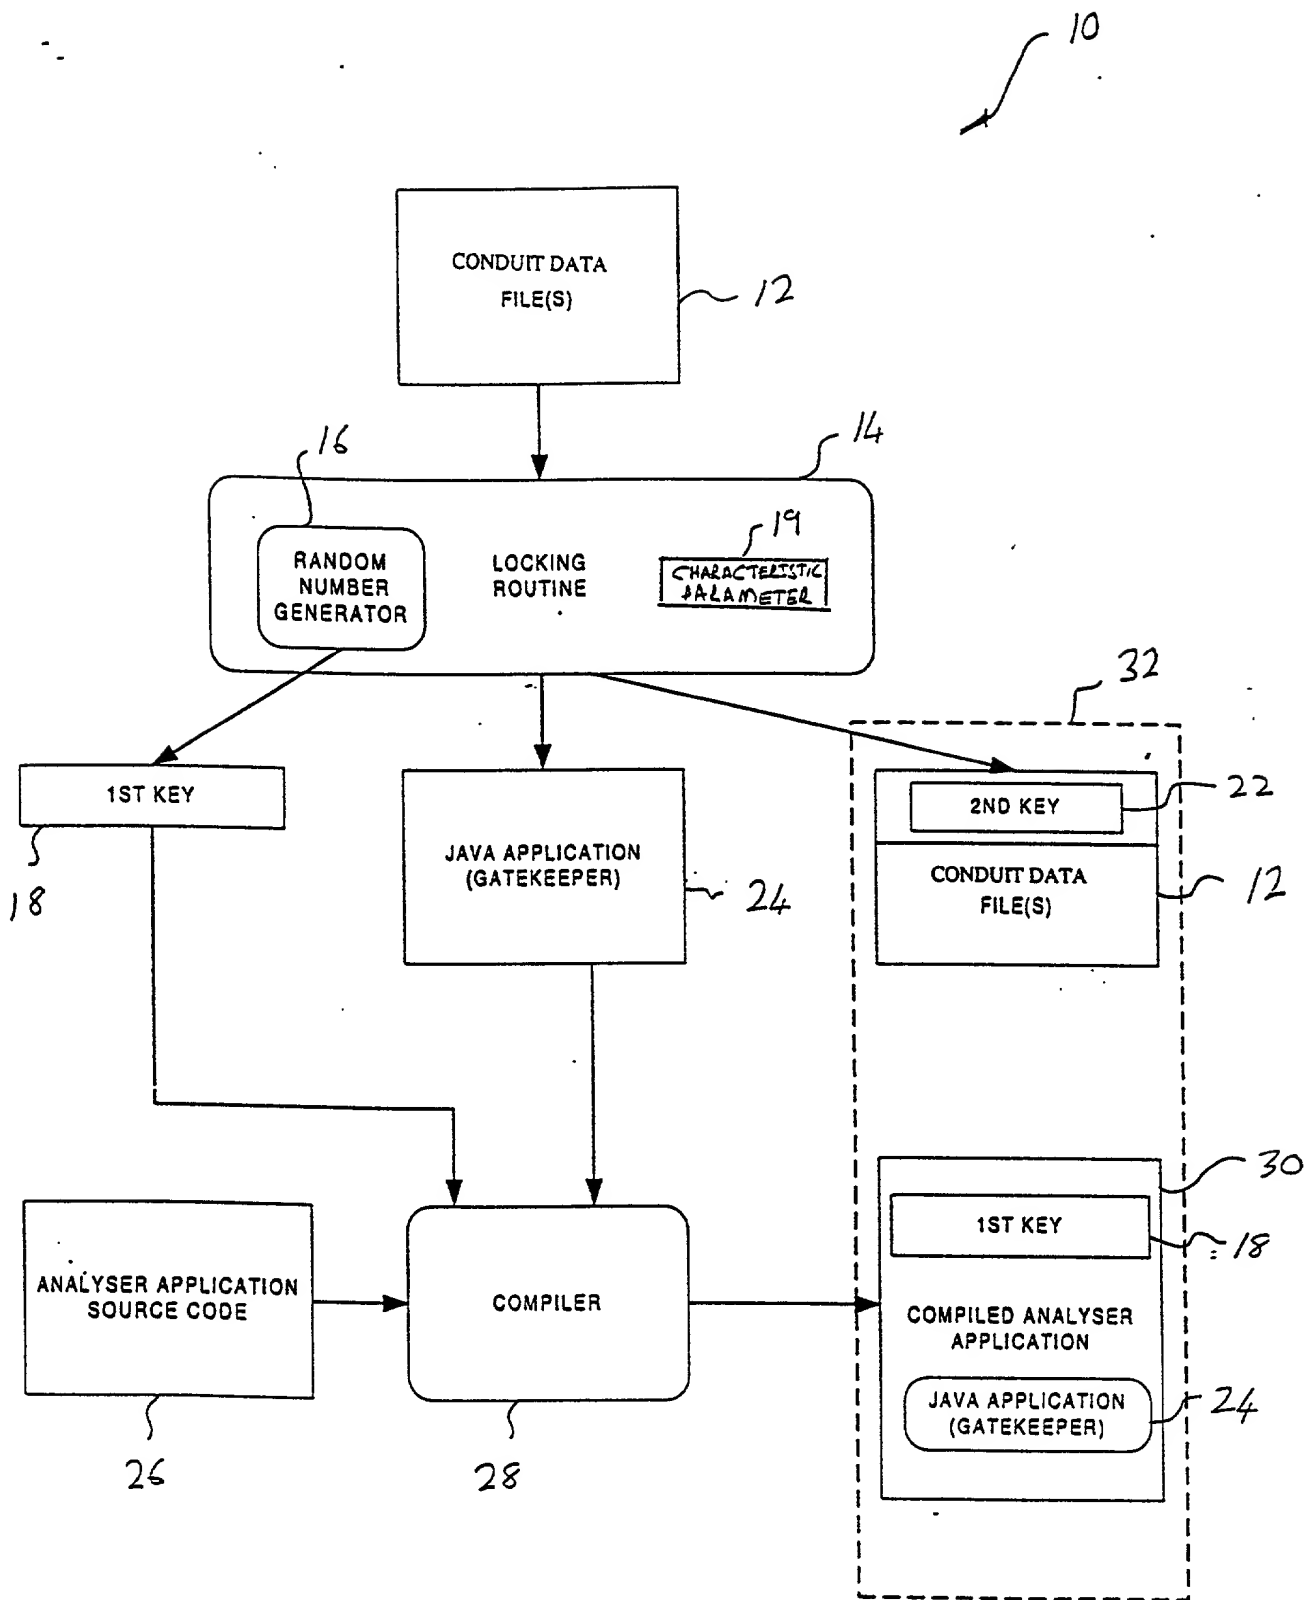 10
CONDUIT DATA
FILE(S)
12
16
14
RANDOM
NUMBER
GENERATOR
LOCKING
ROUTINE
19
CHARACTERISTIC
PARAMETER
32
1ST KEY
18
JAVA APPLICATION
(GATEKEEPER)
24
2ND KEY
22
CONDUIT DATA
FILE(S)
12
30
1ST KEY
18
ANALYSER APPLICATION
SOURCE CODE
26
COMPILER
28
COMPILED ANALYSER
APPLICATION
JAVA APPLICATION
(GATEKEEPER)
24